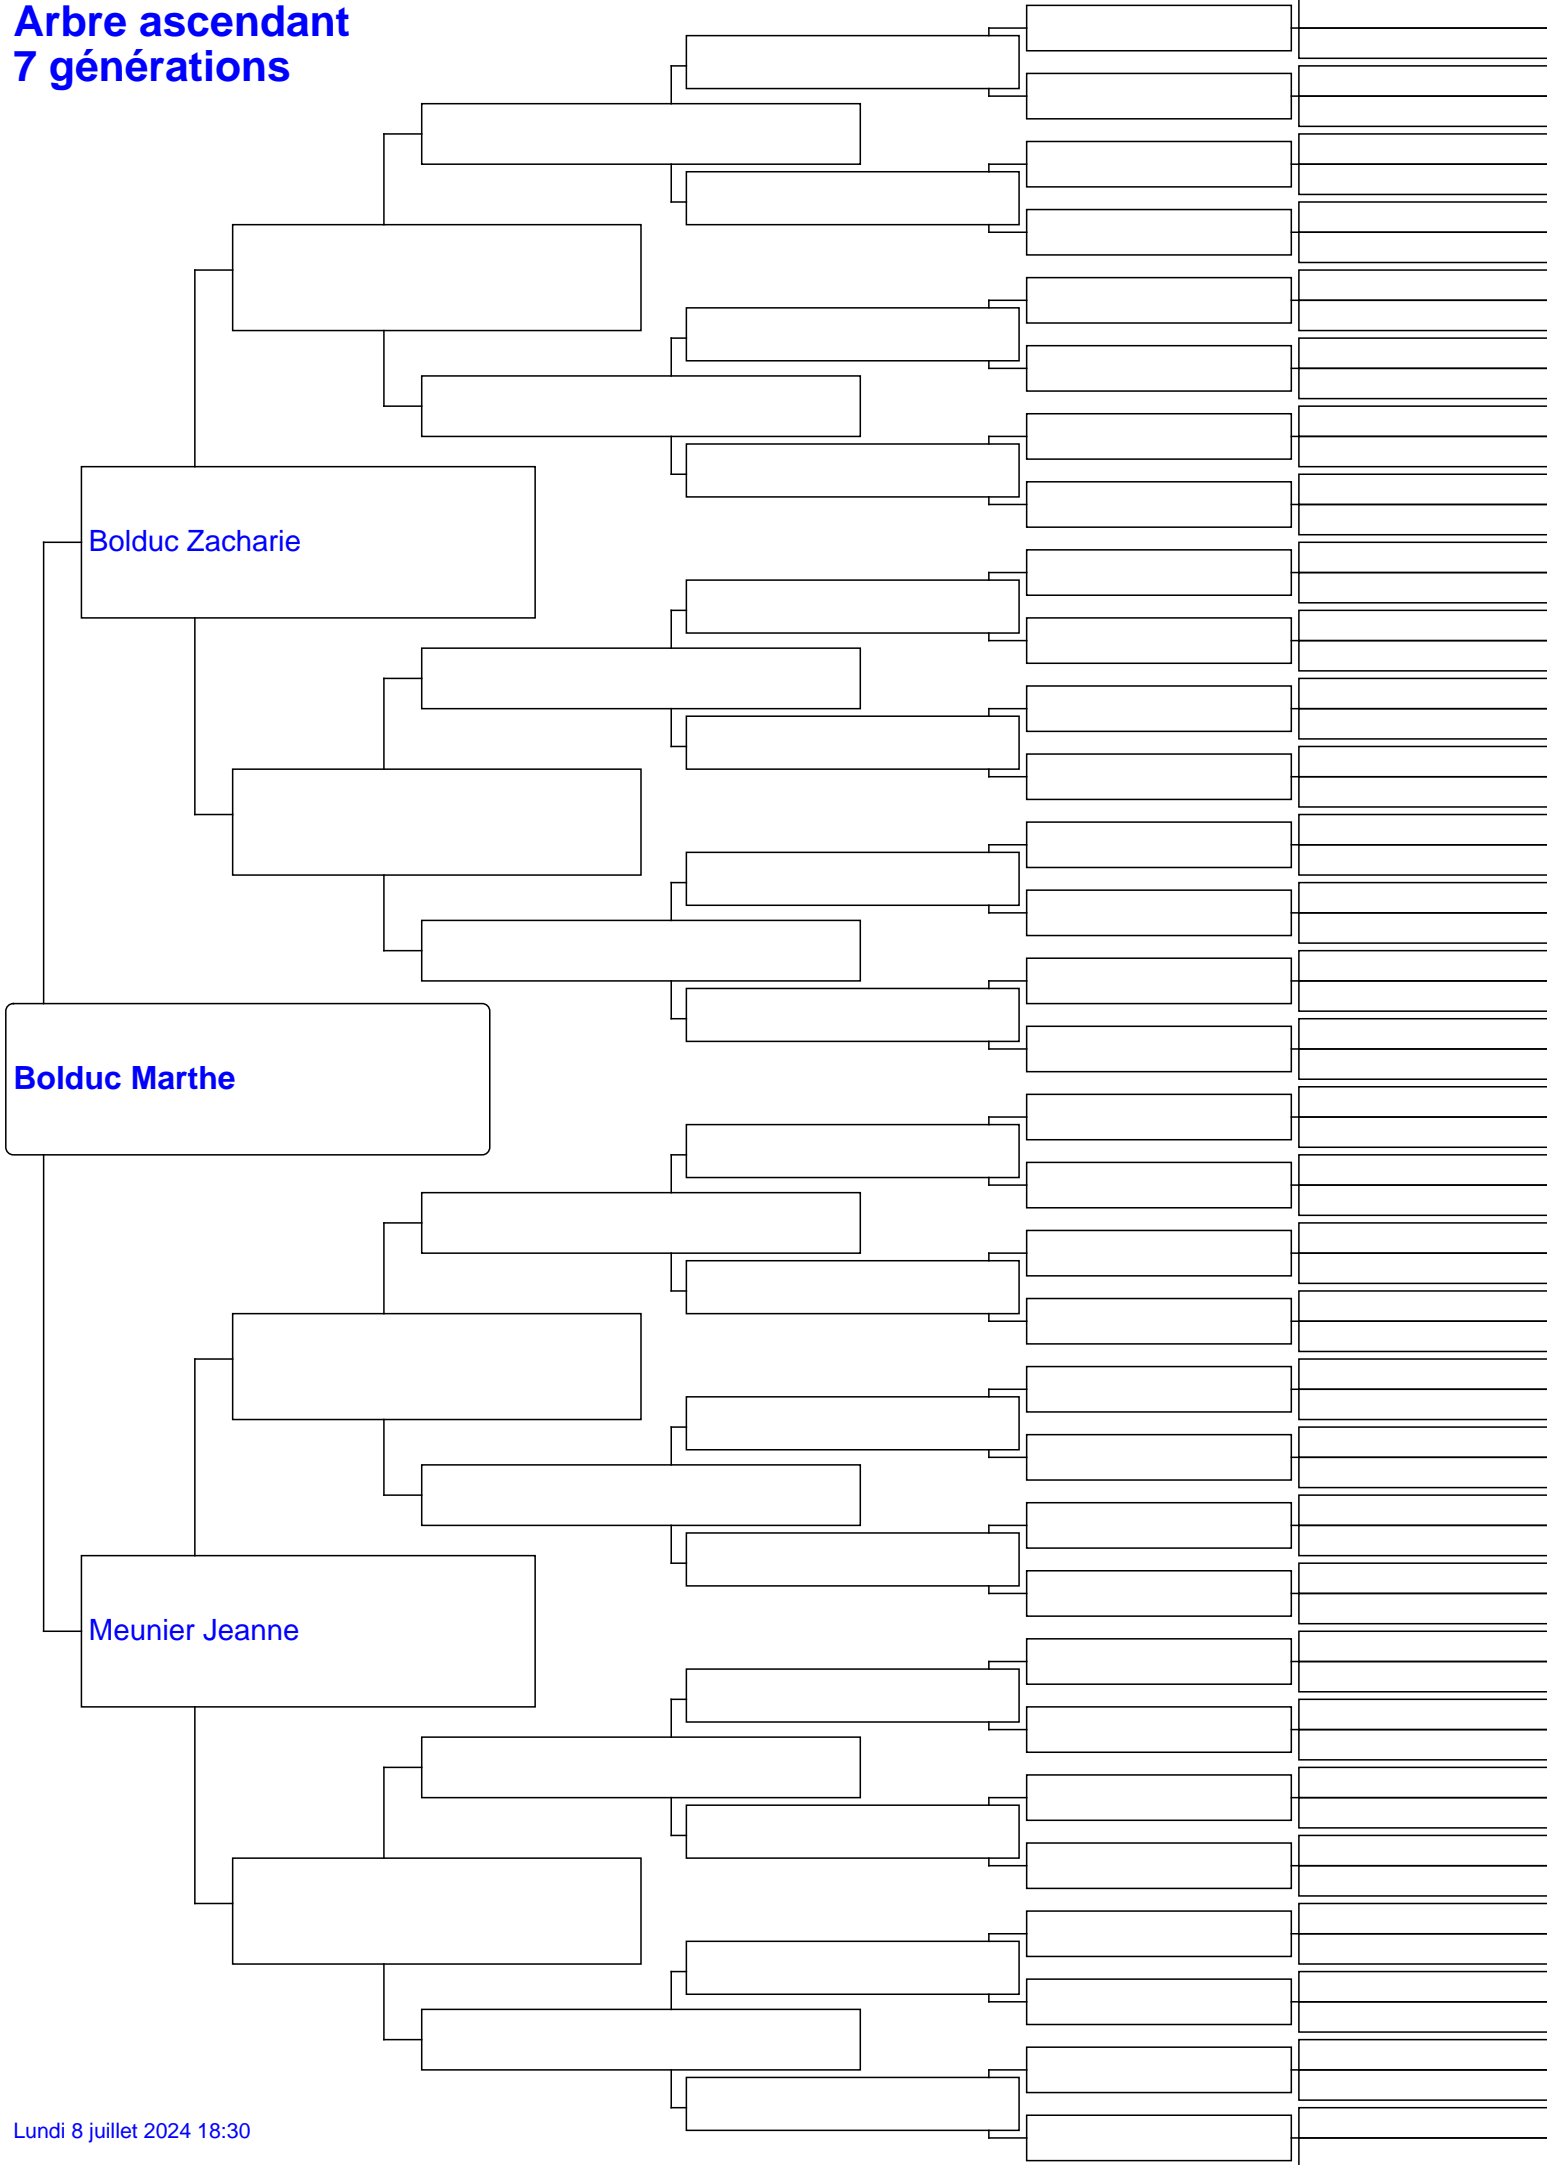 Arbre ascendant
7 générations
Bolduc Zacharie
Bolduc Marthe
Meunier Jeanne
Lundi 8 juillet 2024 18:30